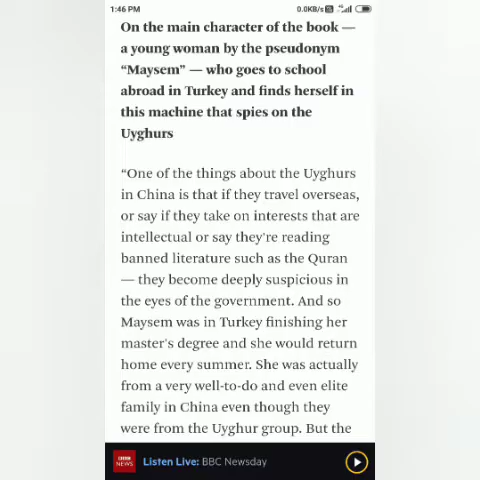 1:46 PM 0.0KB/s
On the main character of the book —
a young woman by the pseudonym
“Maysem” — who goes to school
abroad in Turkey and finds herself in
this machine that spies on the
Uyghurs
“One of the things about the Uyghurs
in China is that if they travel overseas,
or say if they take on interests that are
intellectual or say they're reading
banned literature such as the Quran
— they become deeply suspicious in
the eyes of the government. And so
Maysem was in Turkey finishing her
master's degree and she would return
home every summer. She was actually
from a very well-to-do and even elite
family in China even though they
were from the Uyghur group. But the
BBC NEWS Listen Live: BBC Newsday